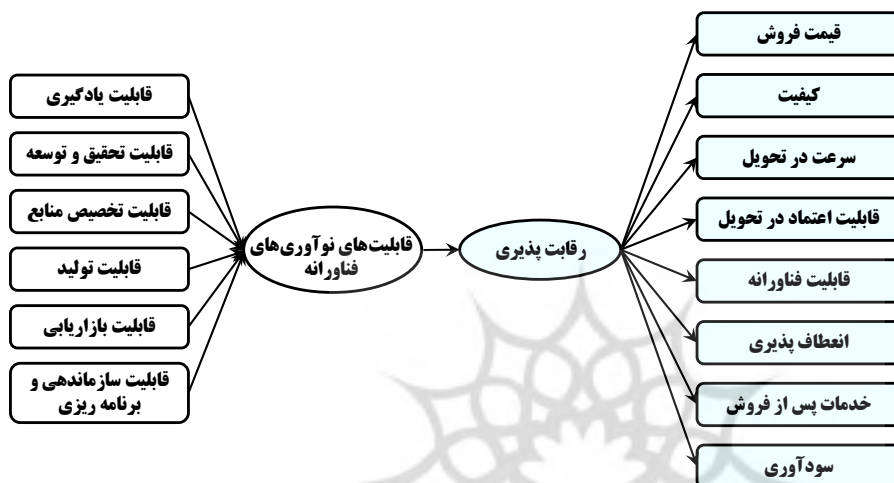 قیمت فروش
کیفیت
سرعت در تحویل
قابلیت اعتماد در تحویل
قابلیت فناورانه
انعطاف پذیری
خدمات پس از فروش
سودآوری
رقابت پذیری
قابلیت‌های نوآوری‌های
فناورانه
قابلیت یادگیری
قابلیت تحقیق و توسعه
قابلیت تخصیص منابع
قابلیت تولید
قابلیت بازاریابی
قابلیت سازماندهی و
برنامه ریزی